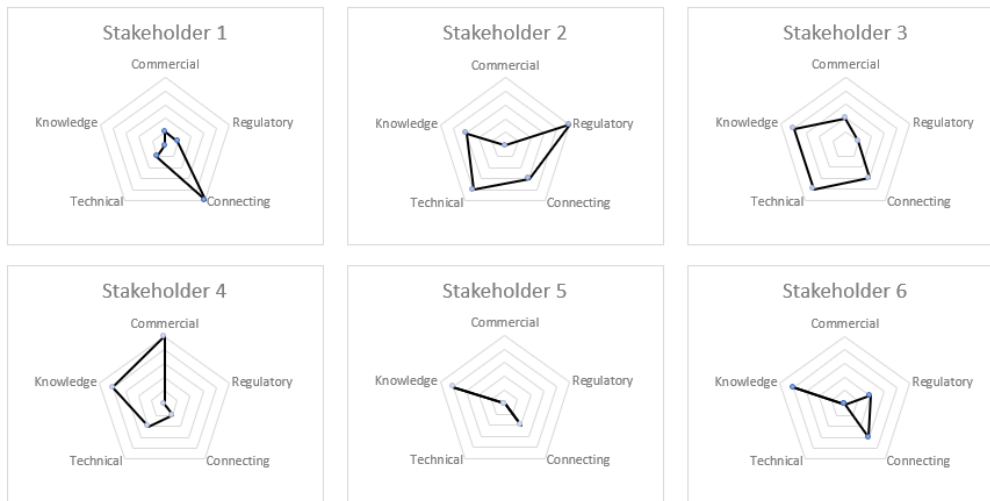 Stakeholder 1
Commercial
Knowledge
Regulatory
Technical
Connecting
Stakeholder 2
Commercial
Knowledge
Regulatory
Technical
Connecting
Stakeholder 3
Commercial
Knowledge
Regulatory
Technical
Connecting
Stakeholder 4
Commercial
Knowledge
Regulatory
Technical
Connecting
Stakeholder 5
Commercial
Knowledge
Regulatory
Technical
Connecting
Stakeholder 6
Commercial
Knowledge
Regulatory
Technical
Connecting